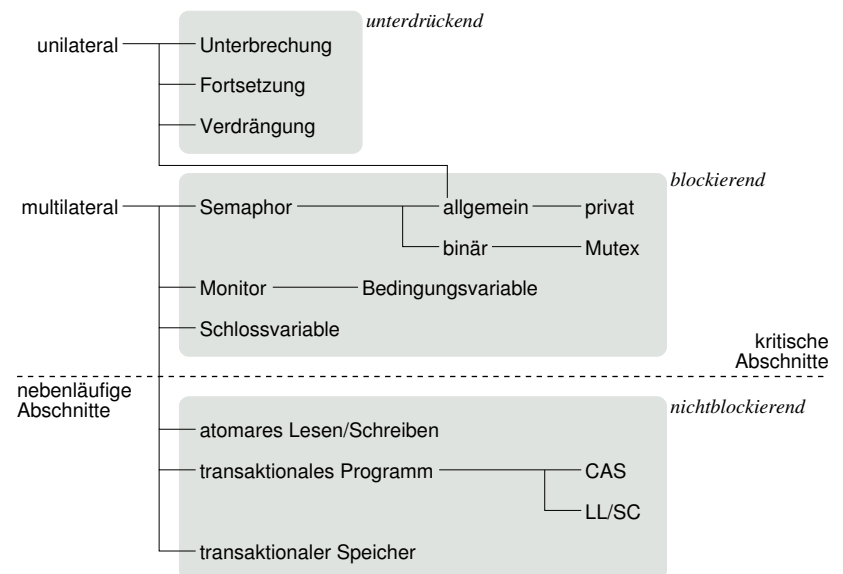 unterdrückend
unilateral Unterbrechung
Fortsetzung
Verdrängung
blockierend
multilateral Semaphor allgemein privat
binär Mutex
Monitor Bedingungsvariable
Schlossvariable
kritische
Abschnitte
nebenläufige
Abschnitte
nichtblockierend
atomares Lesen/Schreiben
transaktionales Programm CAS
LL/SC
transaktionaler Speicher